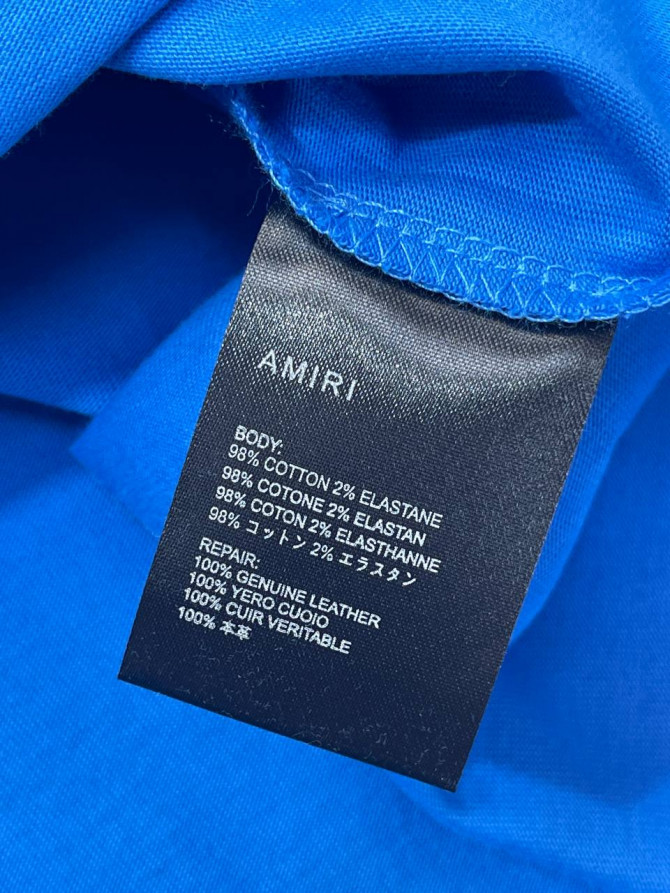 AMIRI
BODY:
98% COTTON 2% ELASTANE
98% COTONE 2% ELASTAN
98% COTON 2% ELASTHANNE
98% コットン 2% エラスタン
REPAIR:
100% GENUINE LEATHER
100% YERO CUOIO
100% CUIR VERITABLE
100% 本革